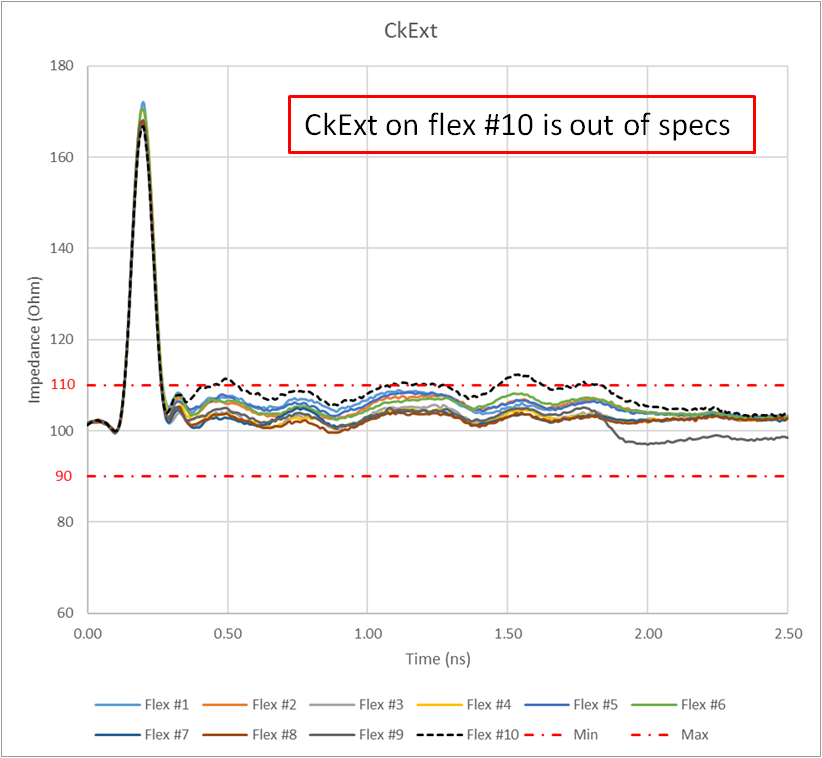 CkExt
180
CkExt on flex #10 is out of specs
160
140
120
110
100
90
80
60
Impedance (Ohm)
0.00 0.50 1.00 1.50 2.00 2.50
Time (ns)
Flex #1 Flex #2 Flex #3 Flex #4 Flex #5 Flex #6
Flex #7 Flex #8 Flex #9 Flex #10 Min Max